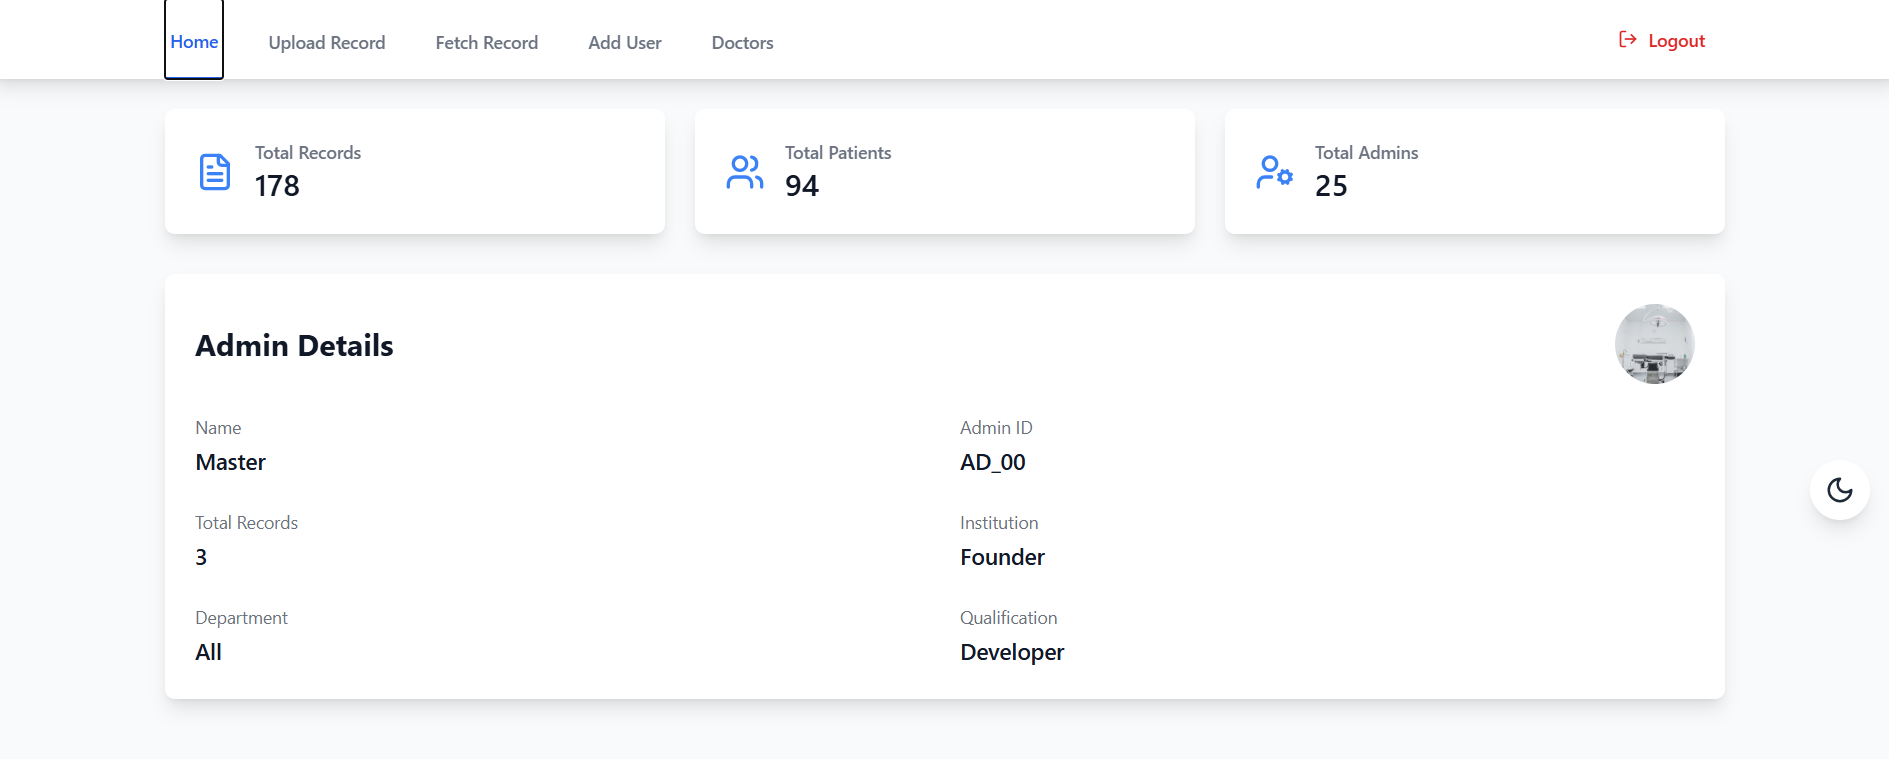 Home Upload Record Fetch Record Add User Doctors Logout
Total Records Total Patients Total Admins
178 94 25
Admin Details
Name Admin ID
Master AD_00
Total Records Institution
3 Founder
Department Qualification
All Developer